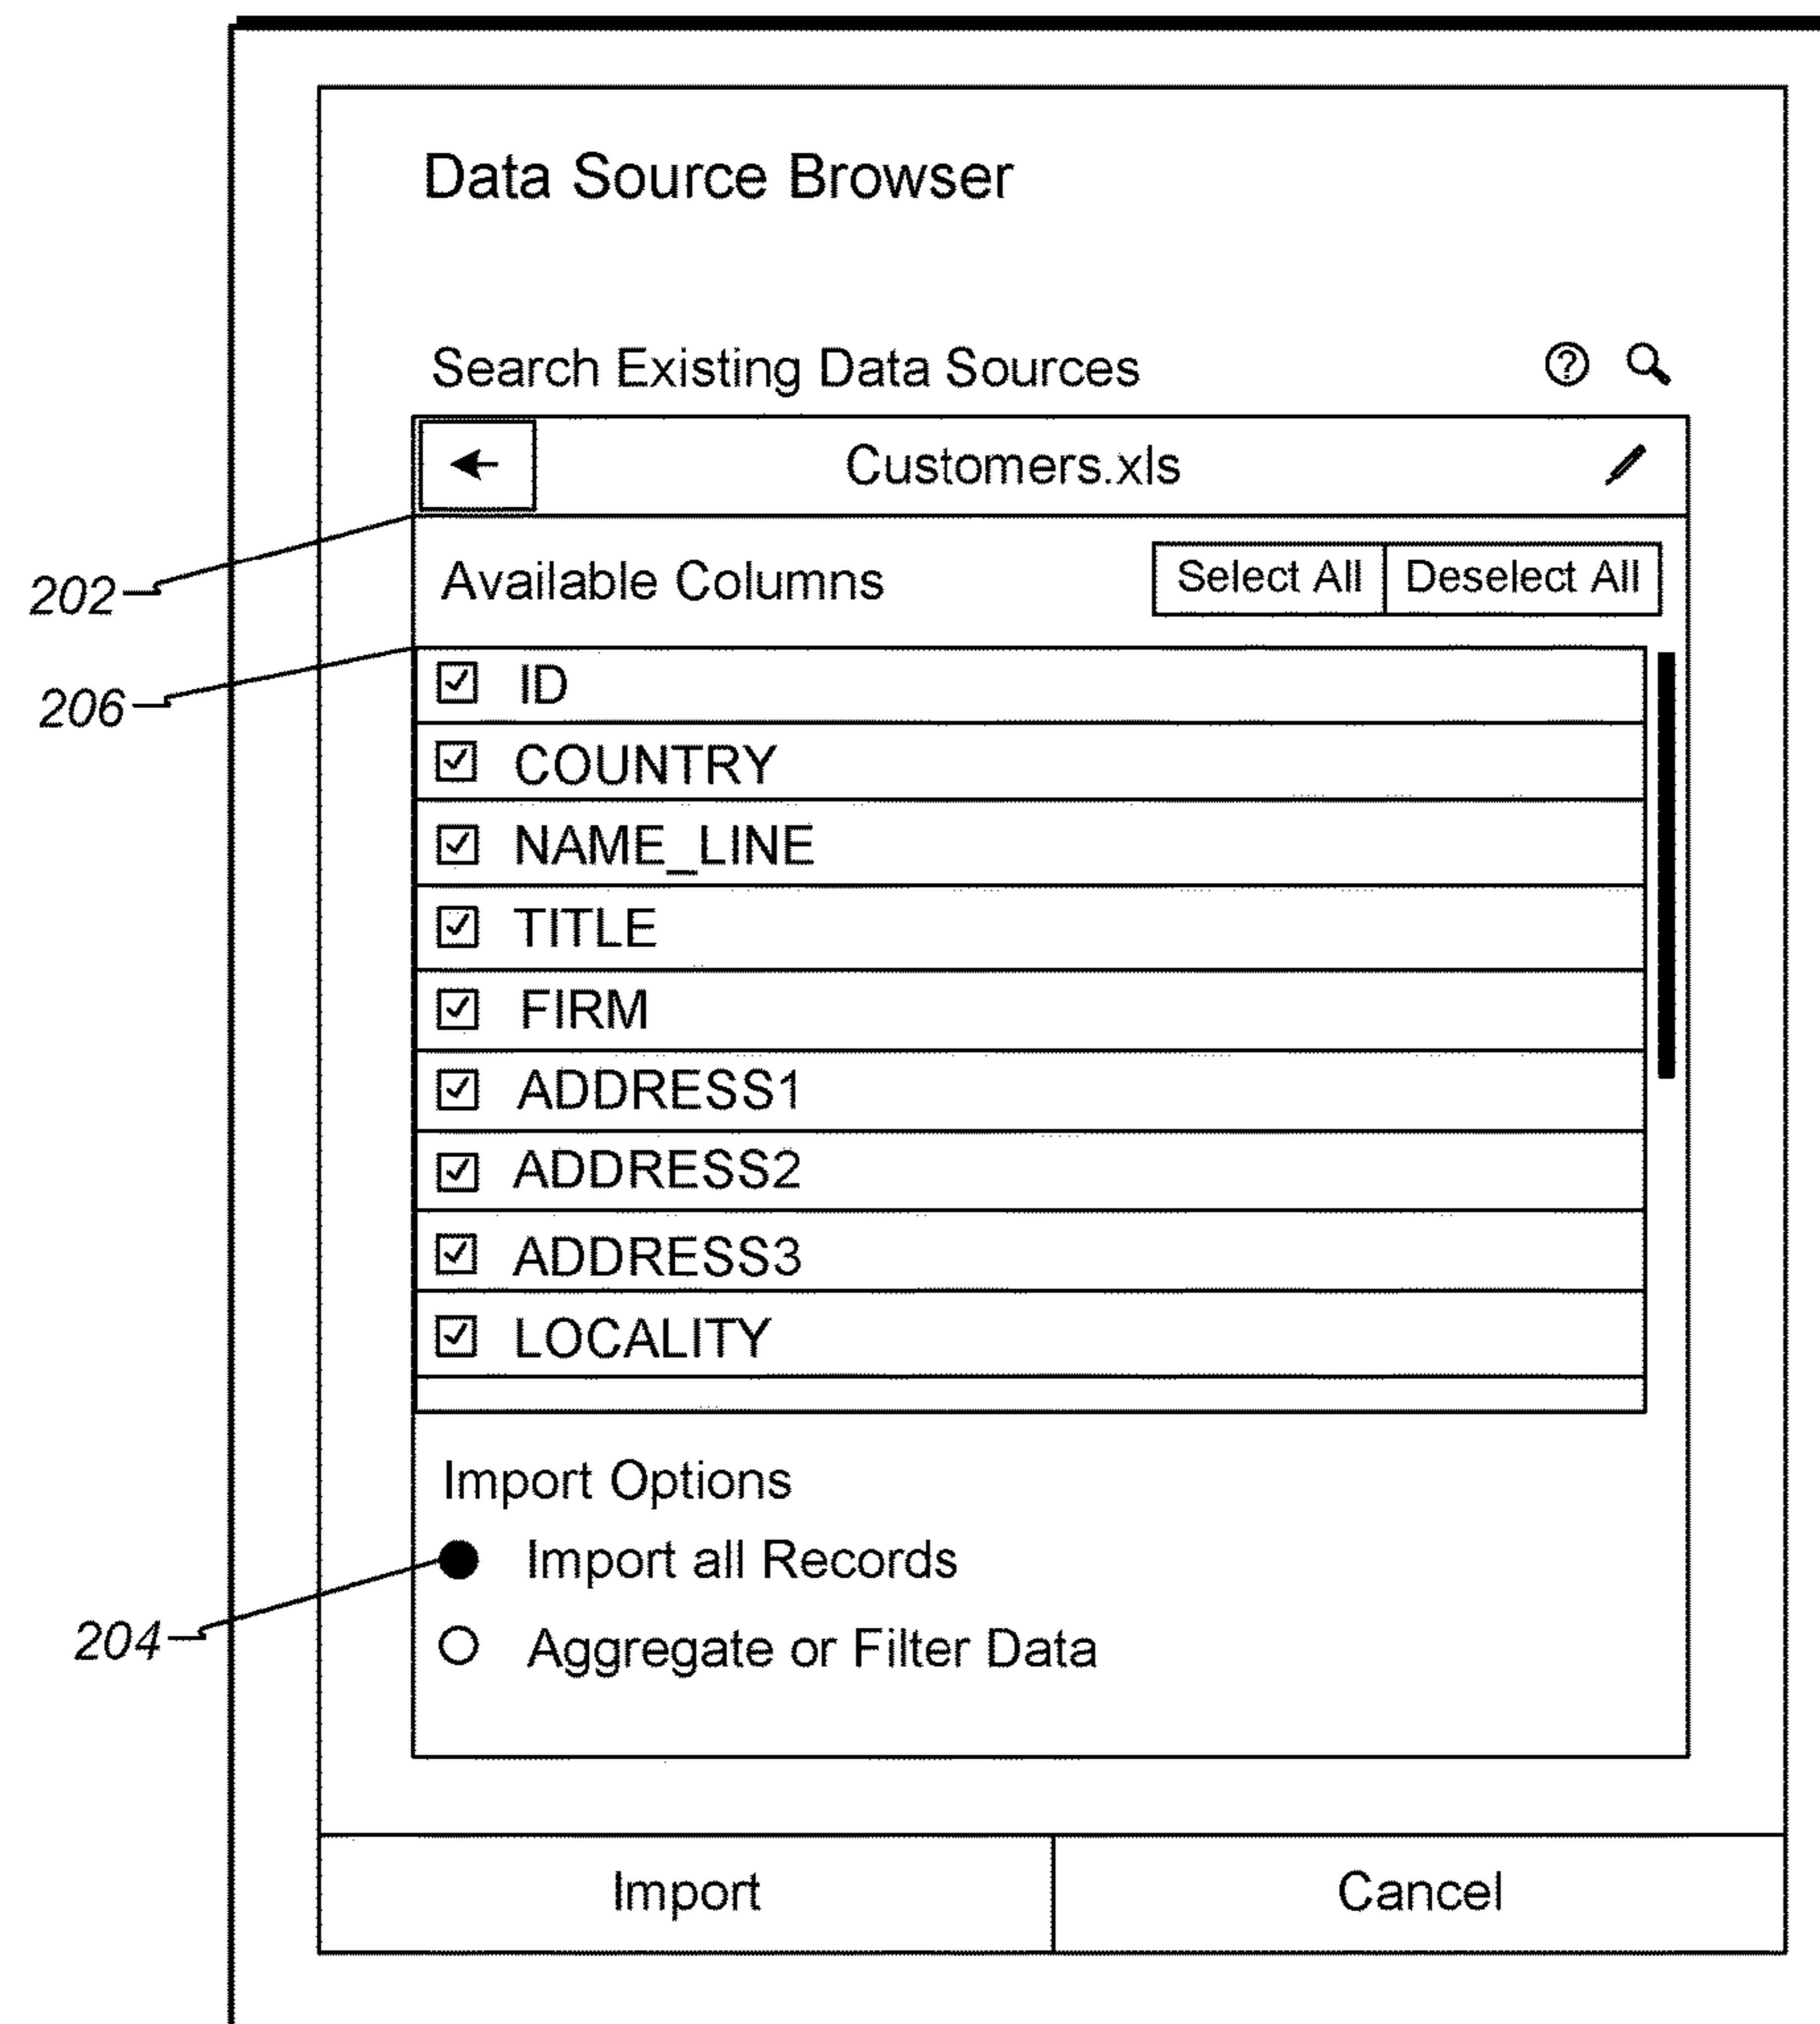 Data Source Browser
Search Existing Data Sources ?
Customers.xls
202
Available Columns Select All Deselect All
206
ID
COUNTRY
NAME_LINE
TITLE
FIRM
ADDRESS1
ADDRESS2
ADDRESS3
LOCALITY
Import Options
Import all Records
204
Aggregate or Filter Data
Import Cancel